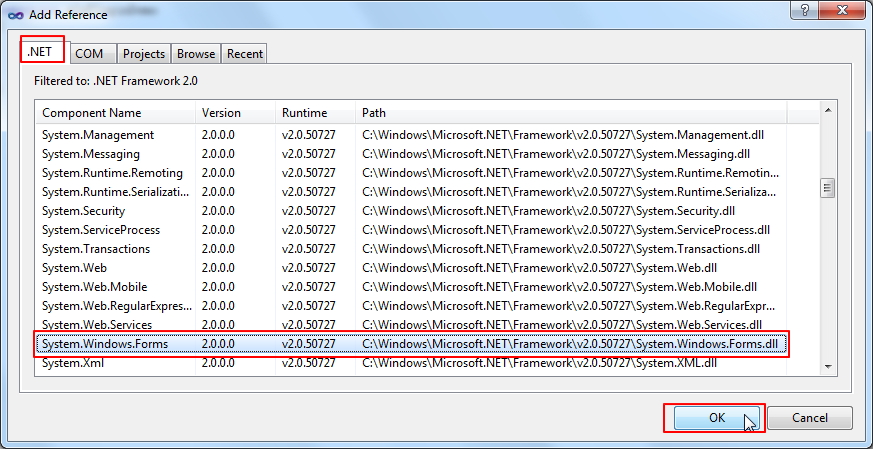 Add Reference
.NET COM Projects Browse Recent
Filtered to: .NET Framework 2.0
Component Name Version Runtime Path
System.Management 2.0.0.0 v2.0.50727 C:\Windows\Microsoft.NET\Framework\v2.0.50727\System.Management.dll
System.Messaging 2.0.0.0 v2.0.50727 C:\Windows\Microsoft.NET\Framework\v2.0.50727\System.Messaging.dll
System.Runtime.Remoting 2.0.0.0 v2.0.50727 C:\Windows\Microsoft.NET\Framework\v2.0.50727\System.Runtime.Remotin...
System.Runtime.Serializati... 2.0.0.0 v2.0.50727 C:\Windows\Microsoft.NET\Framework\v2.0.50727\System.Runtime.Serializa...
System.Security 2.0.0.0 v2.0.50727 C:\Windows\Microsoft.NET\Framework\v2.0.50727\System.Security.dll
System.ServiceProcess 2.0.0.0 v2.0.50727 C:\Windows\Microsoft.NET\Framework\v2.0.50727\System.ServiceProcess.dll
System.Transactions 2.0.0.0 v2.0.50727 C:\Windows\Microsoft.NET\Framework\v2.0.50727\System.Transactions.dll
System.Web 2.0.0.0 v2.0.50727 C:\Windows\Microsoft.NET\Framework\v2.0.50727\System.Web.dll
System.Web.Mobile 2.0.0.0 v2.0.50727 C:\Windows\Microsoft.NET\Framework\v2.0.50727\System.Web.Mobile.dll
System.Web.RegularExpres... 2.0.0.0 v2.0.50727 C:\Windows\Microsoft.NET\Framework\v2.0.50727\System.Web.RegularExpr...
System.Web.Services 2.0.0.0 v2.0.50727 C:\Windows\Microsoft.NET\Framework\v2.0.50727\System.Web.Services.dll
System.Windows.Forms 2.0.0.0 v2.0.50727 C:\Windows\Microsoft.NET\Framework\v2.0.50727\System.Windows.Forms.dll
System.Xml 2.0.0.0 v2.0.50727 C:\Windows\Microsoft.NET\Framework\v2.0.50727\System.XML.dll
OK Cancel